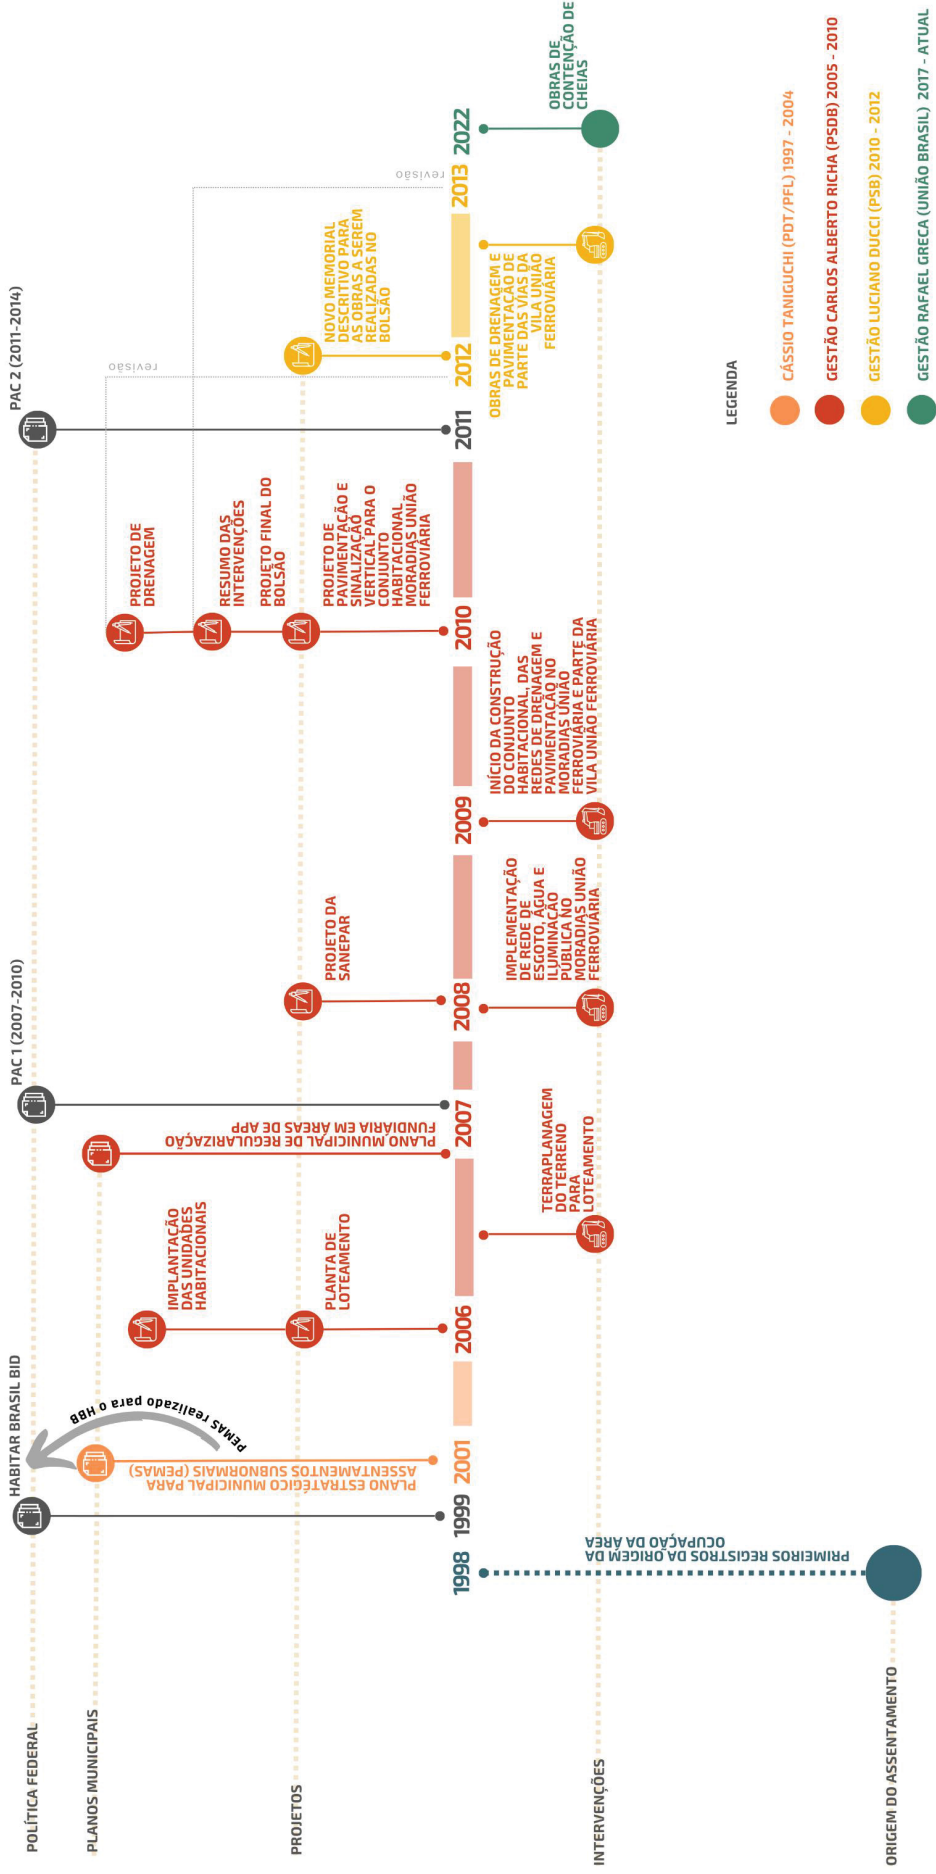 POLÍTICA FEDERAL
HABITAR BRASIL BID
PAC 1 (2007-2010)
PAC 2 (2011-2014)
PLANOS MUNICIPAIS
PEMAS realizado para o HBB
PLANO ESTRATÉGICO MUNICIPAL PARA
ASSENTAMENTOS SUBNORMAIS (PEMAS)
PLANO MUNICIPAL DE REGULARIZAÇÃO
FUNDIÁRIA EM ÁREAS DE APP
PROJETOS
IMPLANTAÇÃO
DAS UNIDADES
HABITACIONAIS
PLANTA DE
LOTEAMENTO
PROJETO DA
SANEPAR
PROJETO DE
DRENAGEM
RESUMO DAS
INTERVENÇÕES
PROJETO FINAL DO
BOLSÃO
PROJETO DE
PAVIMENTAÇÃO E
SINALIZAÇÃO
VERTICAL PARA O
CONJUNTO
HABITACIONAL
MORADIAS UNIÃO
FERROVIÁRIA
revisão
revisão
NOVO MEMORIAL
DESCRITIVO PARA
AS OBRAS A SEREM
REALIZADAS NO
BOLSÃO
1998
1999
2001
2006
2007
2008
2009
2010
2011
2012
2013
2022
INTERVENÇÕES
TERRAPLANAGEM
DO TERRENO
PARA
LOTEAMENTO
IMPLEMENTAÇÃO
DE REDE DE
ESGOTO, ÁGUA E
ILUMINAÇÃO
PÚBLICA NO
MORADIAS UNIÃO
FERROVIÁRIA
INÍCIO DA CONSTRUÇÃO
DO CONJUNTO
HABITACIONAL, DAS
REDES DE DRENAGEM E
PAVIMENTAÇÃO NO
MORADIAS UNIÃO
FERROVIÁRIA E PARTE DA
VILA UNIÃO FERROVIÁRIA
OBRAS DE DRENAGEM E
PAVIMENTAÇÃO DE
PARTE DAS VIAS DA
VILA UNIÃO
FERROVIÁRIA
OBRAS DE
CONTENÇÃO DE
CHEIAS
PRIMEIROS REGISTROS DA ORIGEM DA
OCUPAÇÃO DA ÁREA
ORIGEM DO ASSENTAMENTO
LEGENDA
CÁSSIO TANIGUCHI (PDT/PFL) 1997 - 2004
GESTÃO CARLOS ALBERTO RICHA (PSDB) 2005 - 2010
GESTÃO LUCIANO DUCCI (PSB) 2010 - 2012
GESTÃO RAFAEL GRECA (UNIÃO BRASIL) 2017 - ATUAL